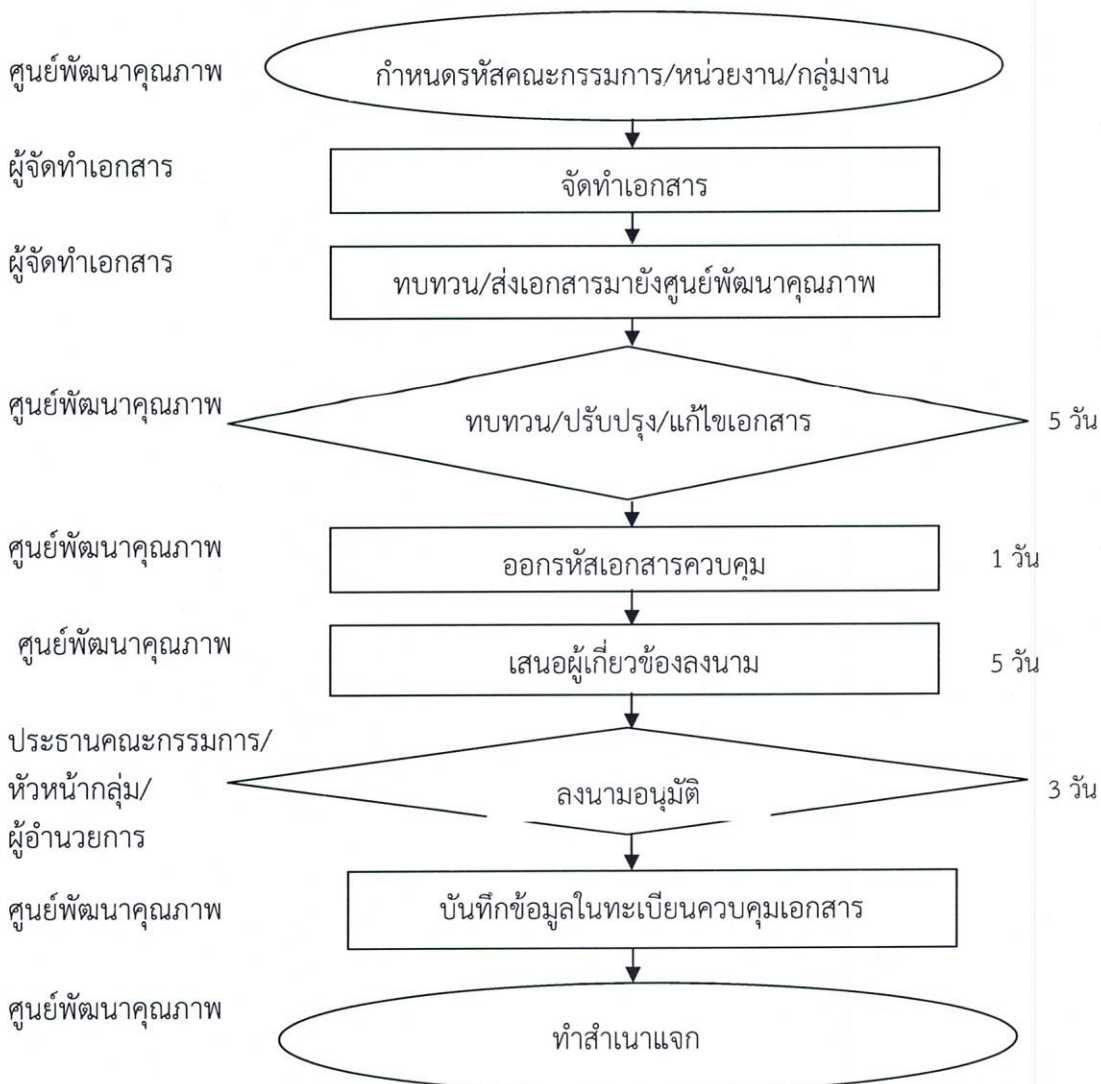 ศูนย์พัฒนาคุณภาพ กำหนดรหัสคณะกรรมการ/หน่วยงาน/กลุ่มงาน
ผู้จัดทำเอกสาร จัดทำเอกสาร
ผู้จัดทำเอกสาร ทบทวน/ส่งเอกสารมายังศูนย์พัฒนาคุณภาพ
ศูนย์พัฒนาคุณภาพ ทบทวน/ปรับปรุง/แก้ไขเอกสาร 5 วัน
ศูนย์พัฒนาคุณภาพ ออกรหัสเอกสารควบคุม 1 วัน
ศูนย์พัฒนาคุณภาพ เสนอผู้เกี่ยวข้องลงนาม 5 วัน
ประธานคณะกรรมการ/
หัวหน้ากลุ่ม/ ลงนามอนุมัติ 3 วัน
ผู้อำนวยการ
ศูนย์พัฒนาคุณภาพ บันทึกข้อมูลในทะเบียนควบคุมเอกสาร
ศูนย์พัฒนาคุณภาพ ทำสำเนาแจก